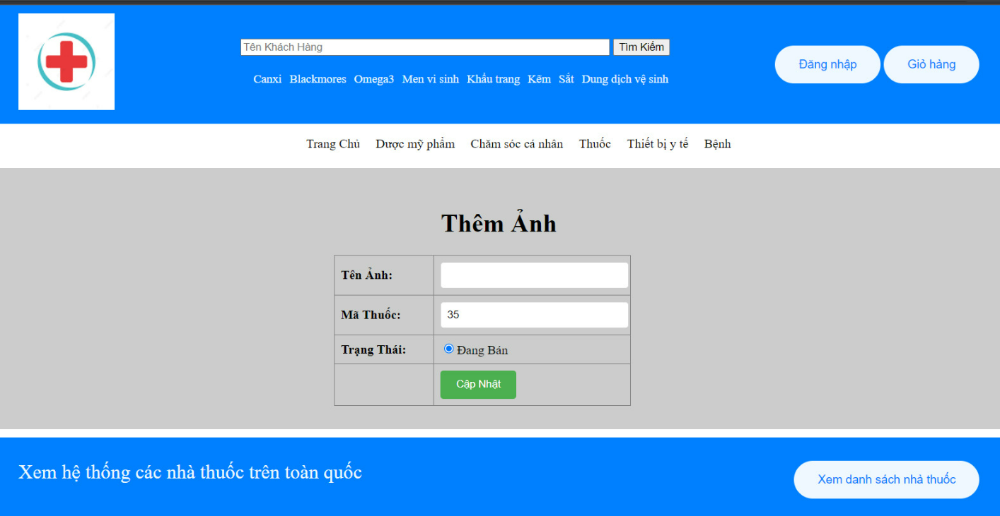 Tên Khách Hàng Tìm Kiếm
Đăng nhập Giỏ hàng
Canxi Blackmores Omega3 Men vi sinh Khẩu trang Kẽm Sắt Dung dịch vệ sinh
Trang Chủ Dược mỹ phẩm Chăm sóc cá nhân Thuốc Thiết bị y tế Bệnh
Thêm Ảnh
Tên Ảnh:
Mã Thuốc: 35
Trạng Thái: Đang Bán
Cập Nhật
Xem hệ thống các nhà thuốc trên toàn quốc
Xem danh sách nhà thuốc